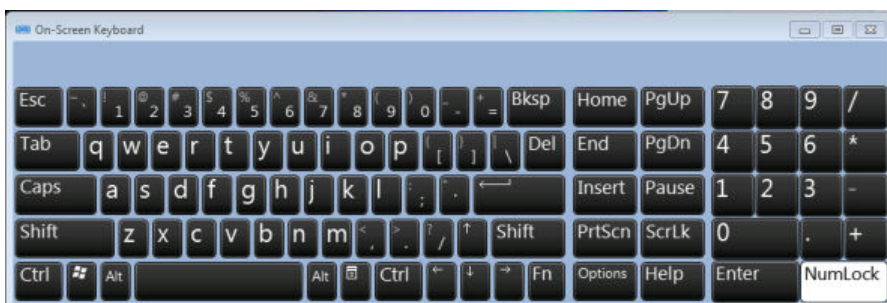 On-Screen Keyboard
Esc ~ ` ! 1 @ 2 # 3 $ 4 % 5 ^ 6 & 7 * 8 ( 9 ) 0 _ - + = Bksp Home PgUp 7 8 9 /
Tab q w e r t y u i o p { [ } ] | \ Del End PgDn 4 5 6 *
Caps a s d f g h j k l : ; " ' Insert Pause 1 2 3 -
Shift z x c v b n m < , > . ? / ↑ Shift PrtScn ScrLk 0 . +
Ctrl Alt Alt Ctrl ← ↓ → Fn Options Help Enter NumLock